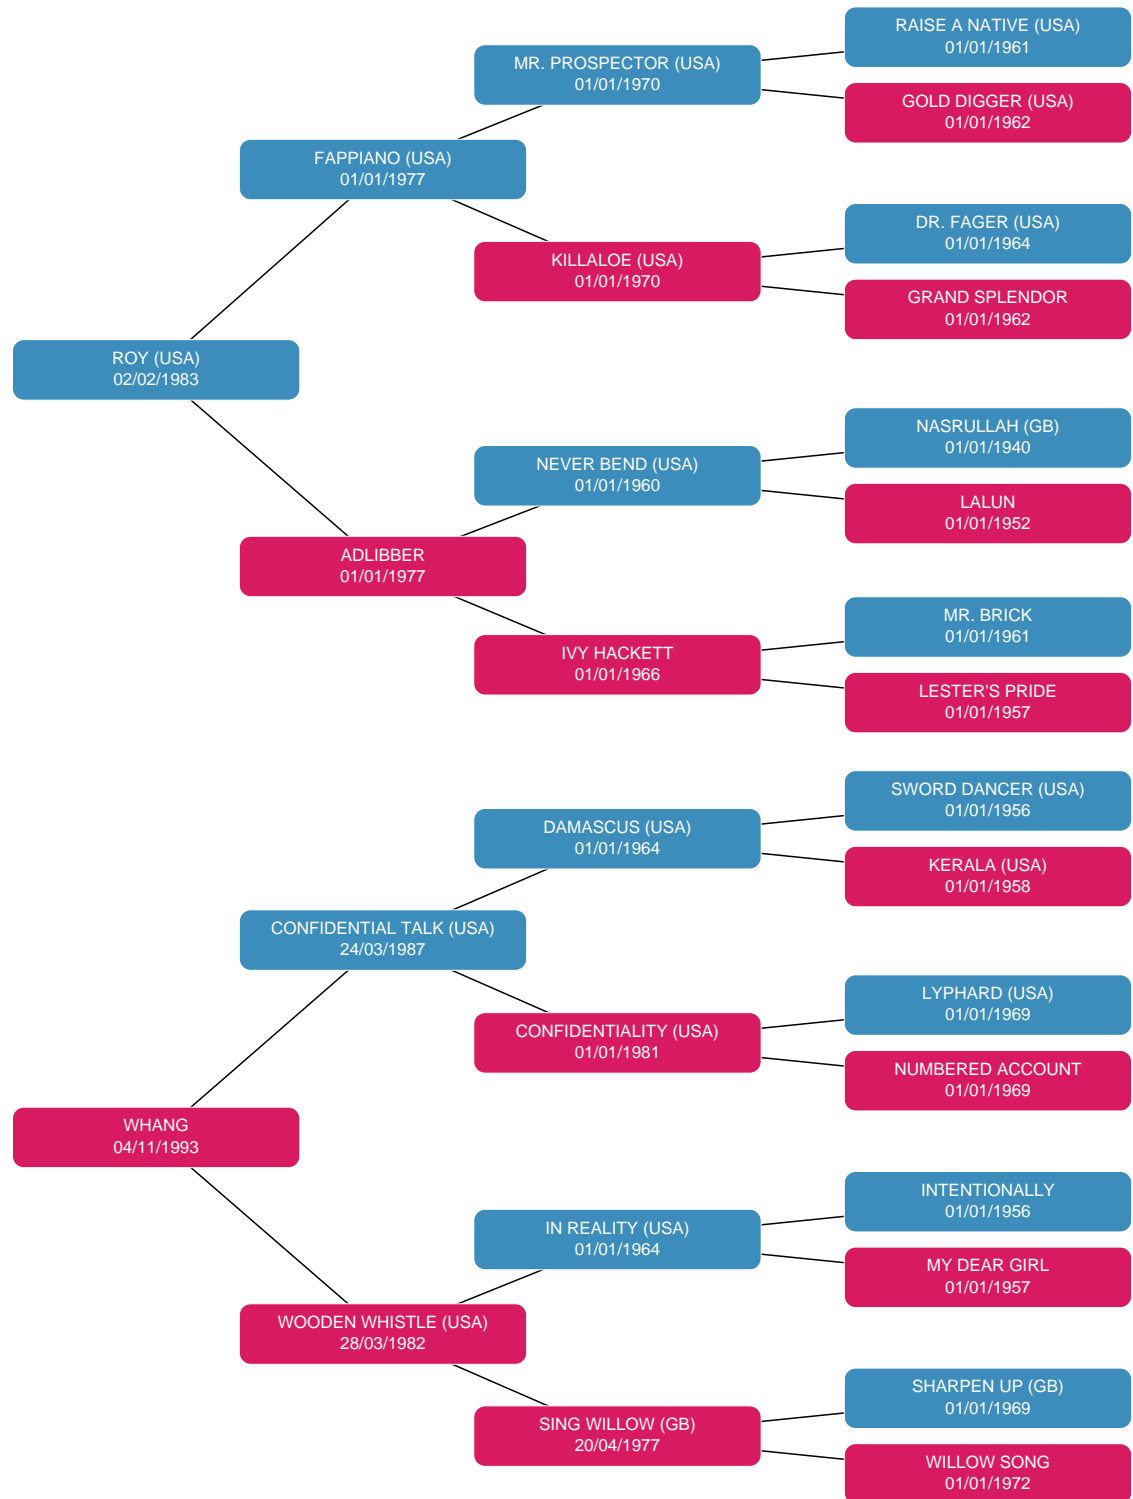 RAISE A NATIVE (USA)
01/01/1961
MR. PROSPECTOR (USA)
01/01/1970
GOLD DIGGER (USA)
01/01/1962
FAPPIANO (USA)
01/01/1977
DR. FAGER (USA)
01/01/1964
KILLALOE (USA)
01/01/1970
GRAND SPLENDOR
01/01/1962
ROY (USA)
02/02/1983
NASRULLAH (GB)
01/01/1940
NEVER BEND (USA)
01/01/1960
LALUN
01/01/1952
ADLIBBER
01/01/1977
MR. BRICK
01/01/1961
IVY HACKETT
01/01/1966
LESTER'S PRIDE
01/01/1957
SWORD DANCER (USA)
01/01/1956
DAMASCUS (USA)
01/01/1964
KERALA (USA)
01/01/1958
CONFIDENTIAL TALK (USA)
24/03/1987
LYPHARD (USA)
01/01/1969
CONFIDENTIALITY (USA)
01/01/1981
NUMBERED ACCOUNT
01/01/1969
WHANG
04/11/1993
INTENTIONALLY
01/01/1956
IN REALITY (USA)
01/01/1964
MY DEAR GIRL
01/01/1957
WOODEN WHISTLE (USA)
28/03/1982
SHARPEN UP (GB)
01/01/1969
SING WILLOW (GB)
20/04/1977
WILLOW SONG
01/01/1972